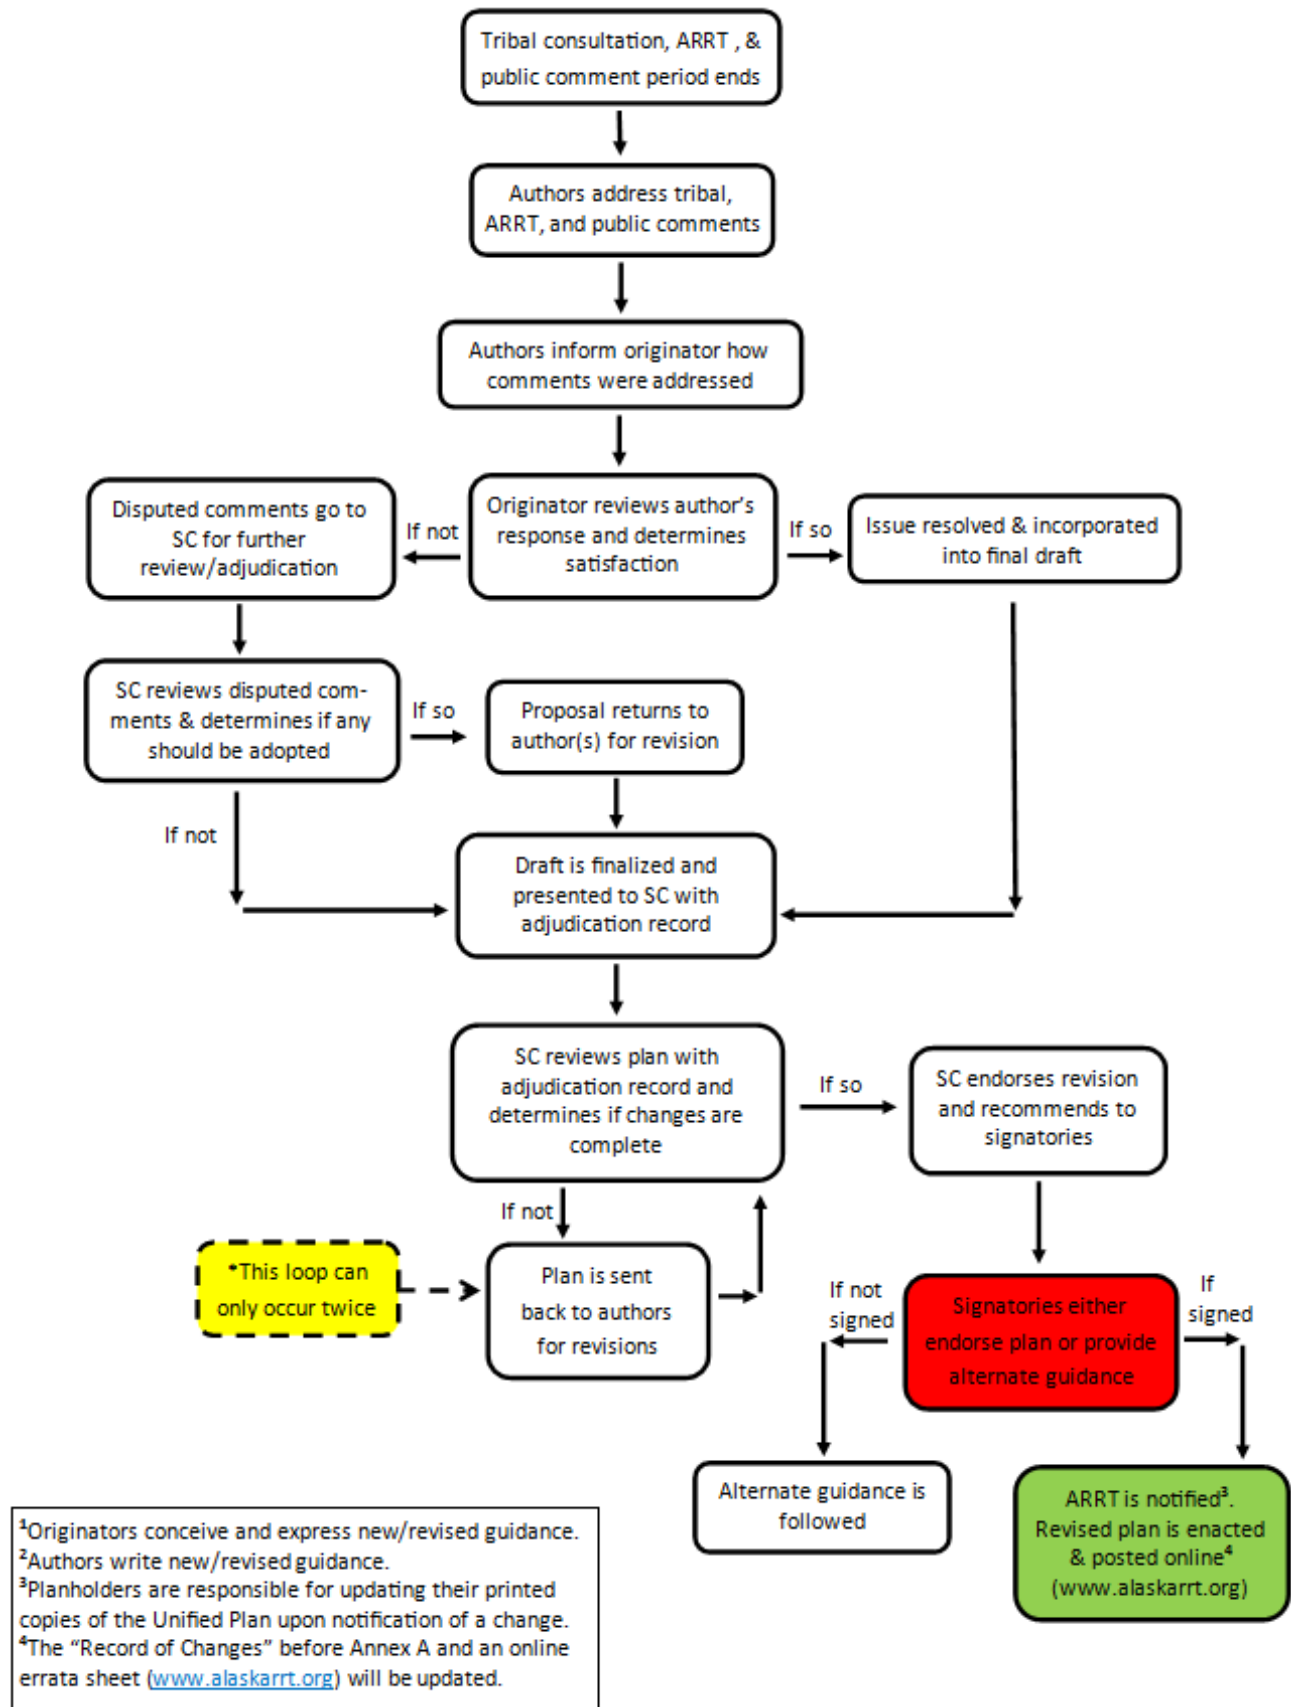 Tribal consultation, ARRT , &
public comment period ends
Authors address tribal,
ARRT, and public comments
Authors inform originator how
comments were addressed
Originator reviews author's
response and determines
satisfaction
If not
Disputed comments go to
SC for further
review/adjudication
If so
Issue resolved & incorporated
into final draft
SC reviews disputed com-
ments & determines if any
should be adopted
If so
Proposal returns to
author(s) for revision
If not
Draft is finalized and
presented to SC with
adjudication record
SC reviews plan with
adjudication record and
determines if changes are
complete
If so
SC endorses revision
and recommends to
signatories
If not
*This loop can
only occur twice
Plan is sent
back to authors
for revisions
If not
signed
Signatories either
endorse plan or provide
alternate guidance
If
signed
Alternate guidance is
followed
ARRT is notified³.
Revised plan is enacted
& posted online⁴
(www.alaskarrt.org)
¹Originators conceive and express new/revised guidance.
²Authors write new/revised guidance.
³Planholders are responsible for updating their printed
copies of the Unified Plan upon notification of a change.
⁴The “Record of Changes” before Annex A and an online
errata sheet (www.alaskarrt.org) will be updated.